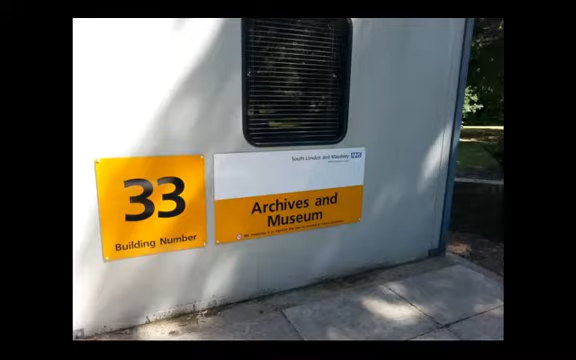 33
Building Number
South London and Maudsley NHS
Archives and
Museum